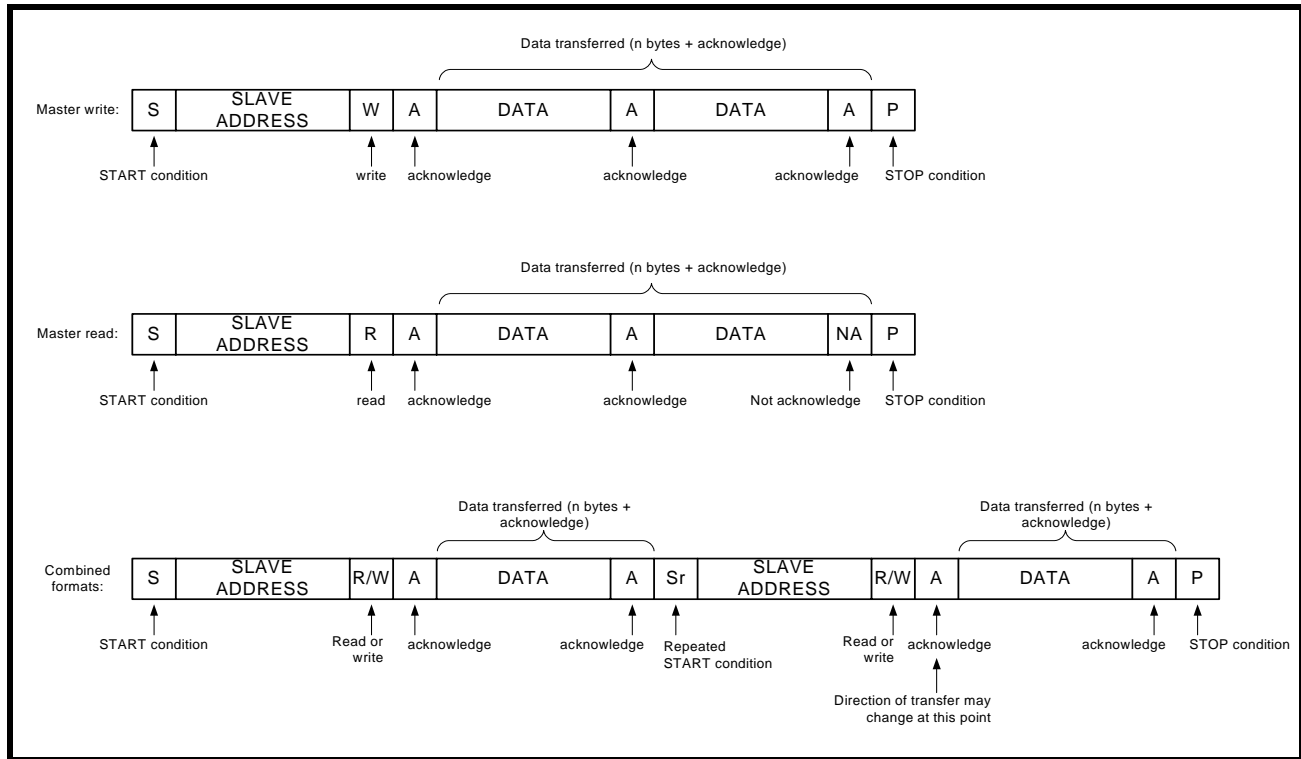 Data transferred (n bytes + acknowledge)
Master write: S SLAVE ADDRESS W A DATA A DATA A P
START condition write acknowledge acknowledge acknowledge STOP condition
Data transferred (n bytes + acknowledge)
Master read: S SLAVE ADDRESS R A DATA A DATA NA P
START condition read acknowledge acknowledge Not acknowledge STOP condition
Data transferred (n bytes +
acknowledge)
Data transferred (n bytes +
acknowledge)
Combined
formats:
S SLAVE ADDRESS R/W A DATA A Sr SLAVE ADDRESS R/W A DATA A P
START condition
Read or
write
acknowledge
acknowledge
Repeated
START condition
Read or
write
acknowledge
acknowledge
STOP condition
Direction of transfer may
change at this point